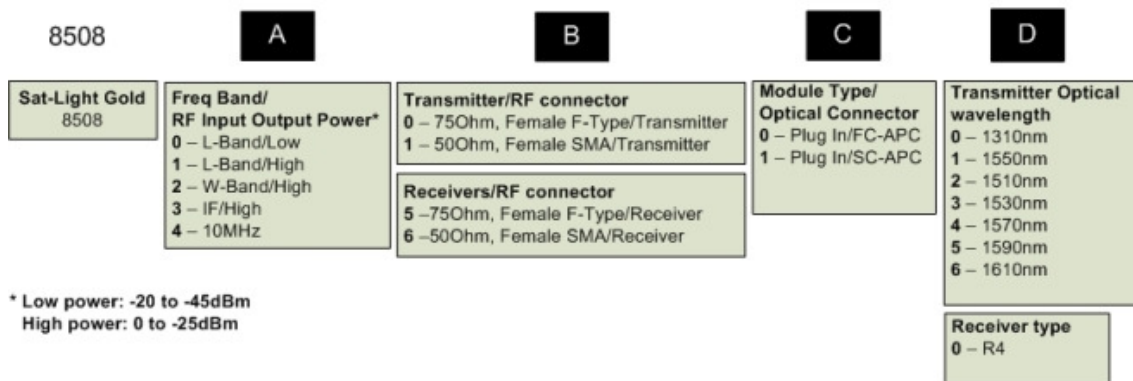 8508
A
B
C
D
Sat-Light Gold
8508
Freq Band/
RF Input Output Power*
0 – L-Band/Low
1 – L-Band/High
2 – W-Band/High
3 – IF/High
4 – 10MHz
Transmitter/RF connector
0 – 75Ohm, Female F-Type/Transmitter
1 – 50Ohm, Female SMA/Transmitter
Receivers/RF connector
5 –75Ohm, Female F-Type/Receiver
6 –50Ohm, Female SMA/Receiver
Module Type/
Optical Connector
0 – Plug In/FC-APC
1 – Plug In/SC-APC
Transmitter Optical
wavelength
0 – 1310nm
1 – 1550nm
2 – 1510nm
3 – 1530nm
4 – 1570nm
5 – 1590nm
6 – 1610nm
Receiver type
0 – R4
* Low power: -20 to -45dBm
High power: 0 to -25dBm